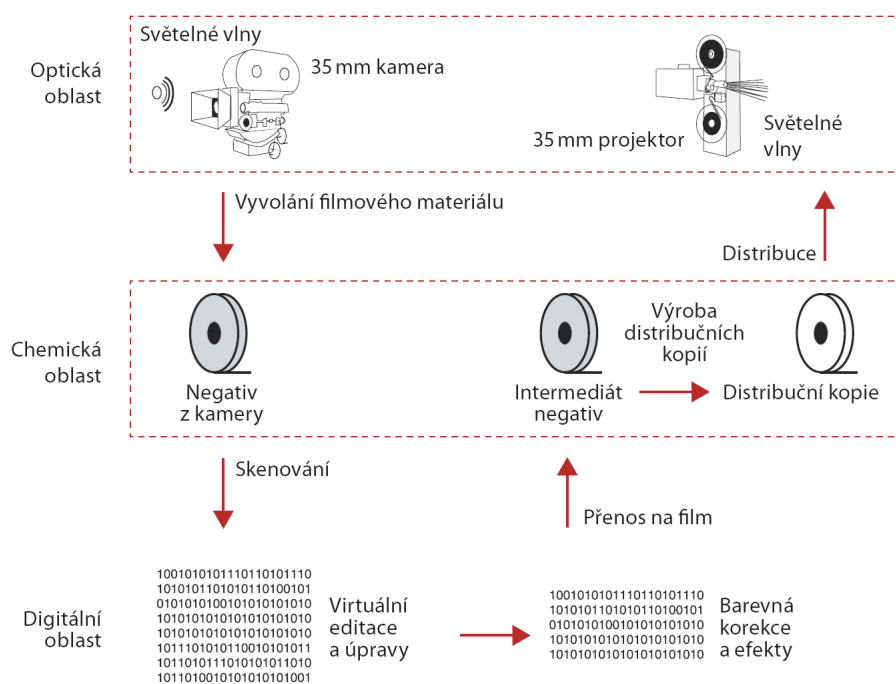 Světelné vlny
Optická
oblast
35 mm kamera
35 mm projektor
Světelné
vlny
Vyvolání filmového materiálu
Distribuce
Chemická
oblast
Negativ
z kamery
Intermediát
negativ
Výroba
distribučních
kopií
Distribuční kopie
Skenování
Přenos na film
Digitální
oblast
1001010101110110101110
1010101101010110100101
0101010100101010101010
1010101010101010101010
1010101010101010101010
1011101010110010101011
1011010111010101011010
1011010010101010101001
Virtuální
editace
a úpravy
1001010101110110101110
1010101101010110100101
0101010100101010101010
1010101010101010101010
1010101010101010101010
Barevná
korekce
a efekty